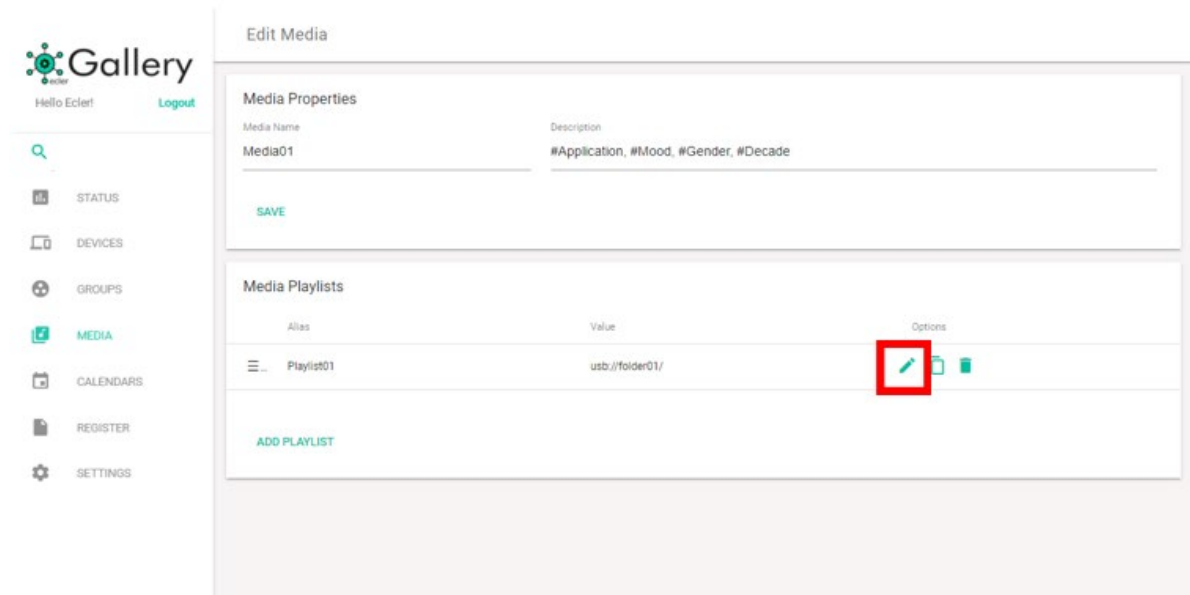 Edit Media
Gallery
ecler
Hello Ecler! Logout
Media Properties
Media Name Description
Media01 #Application, #Mood, #Gender, #Decade
SAVE
STATUS
DEVICES
GROUPS
MEDIA
CALENDARS
REGISTER
SETTINGS
Media Playlists
Alias Value Options
Playlist01 usb://folder01/
ADD PLAYLIST